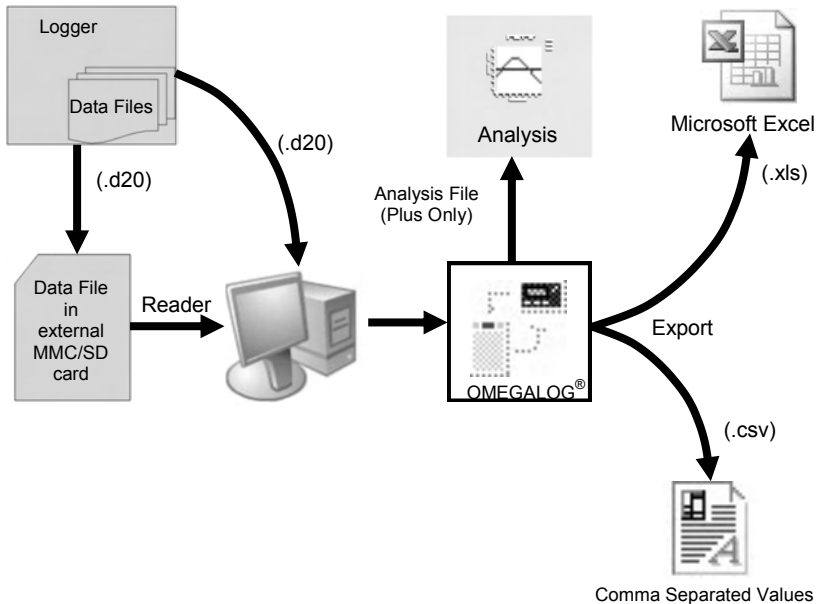 Logger
Data Files
(.d20)
(.d20)
Data File
in
external
MMC/SD
card
Reader
Analysis
Analysis File
(Plus Only)
OMEGALOG®
Export
Microsoft Excel
(.xls)
(.csv)
Comma Separated Values